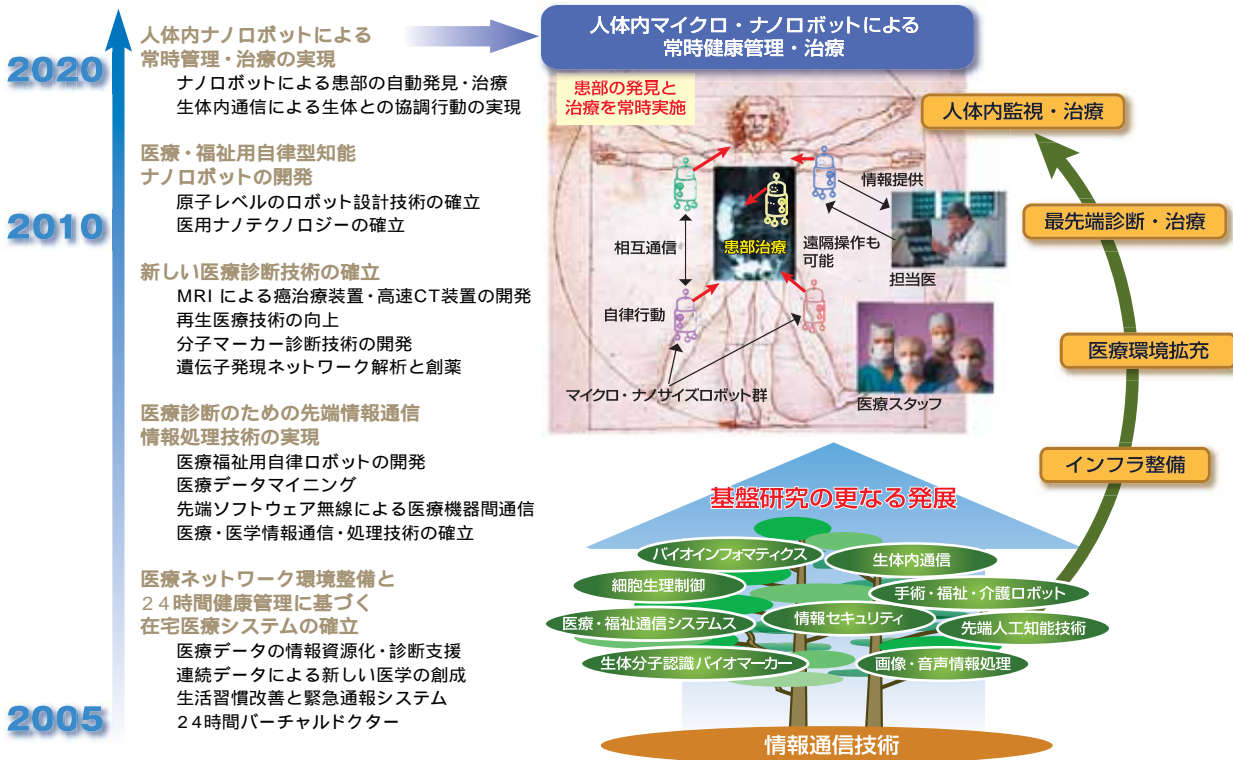 2020
人体内ナノロボットによる
常時管理・治療の実現
ナノロボットによる患部の自動発見・治療
生体内通信による生体との協調行動の実現
医療・福祉用自律型知能
ナノロボットの開発
2010
原子レベルのロボット設計技術の確立
医用ナノテクノロジーの確立
新しい医療診断技術の確立
MRI による癌治療装置・高速CT装置の開発
再生医療技術の向上
分子マーカー診断技術の開発
遺伝子発現ネットワーク解析と創薬
医療診断のための先端情報通信
情報処理技術の実現
医療福祉用自律ロボットの開発
医療データマイニング
先端ソフトウェア無線による医療機器間通信
医療・医学情報通信・処理技術の確立
医療ネットワーク環境整備と
24時間健康管理に基づく
在宅医療システムの確立
医療データの情報資源化・診断支援
連続データによる新しい医学の創成
生活習慣改善と緊急通報システム
2005
24時間バーチャルドクター
人体内マイクロ・ナノロボットによる
常時健康管理・治療
患部の発見と
治療を常時実施
情報提供
相互通信
患部治療
遠隔操作も
可能
担当医
自律行動
マイクロ・ナノサイズロボット群
医療スタッフ
人体内監視・治療
最先端診断・治療
医療環境拡充
インフラ整備
基盤研究の更なる発展
バイオインフォマティクス
生体内通信
細胞生理制御
手術・福祉・介護ロボット
医療・福祉通信システムス
情報セキュリティ
先端人工知能技術
生体分子認識バイオマーカー
画像・音声情報処理
情報通信技術